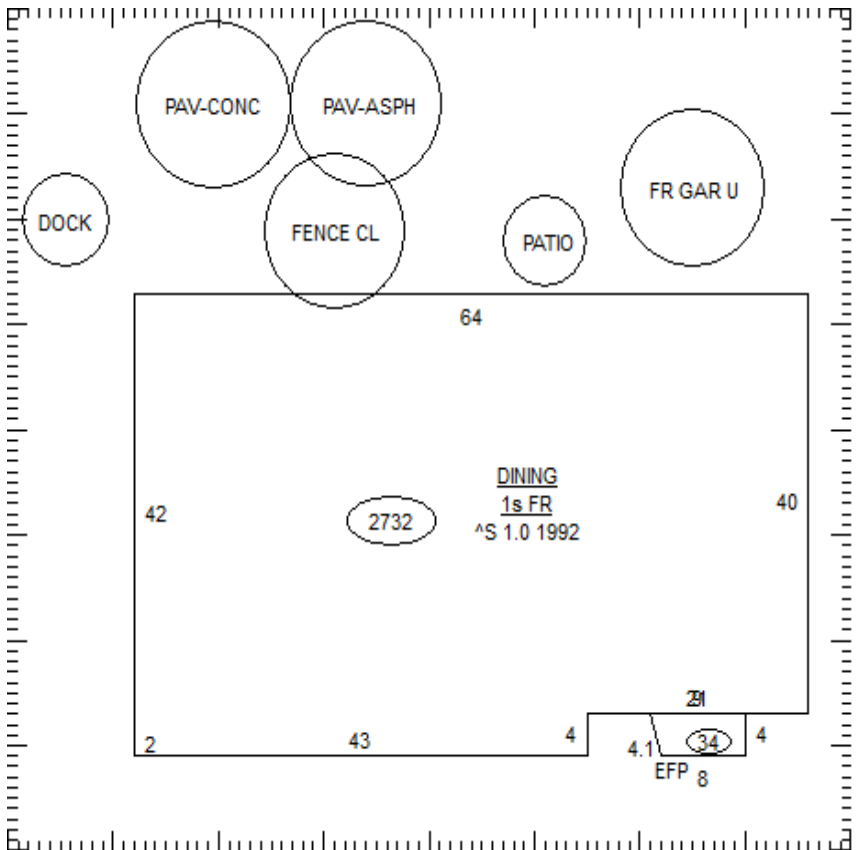 PAV-CONC
PAV-ASPH
FR GAR U
DOCK
FENCE CL
PATIO
64
DINING
1s FR
^S 1.0 1992
42
2732
40
2
43
4
4.1
34
4
EFP
8